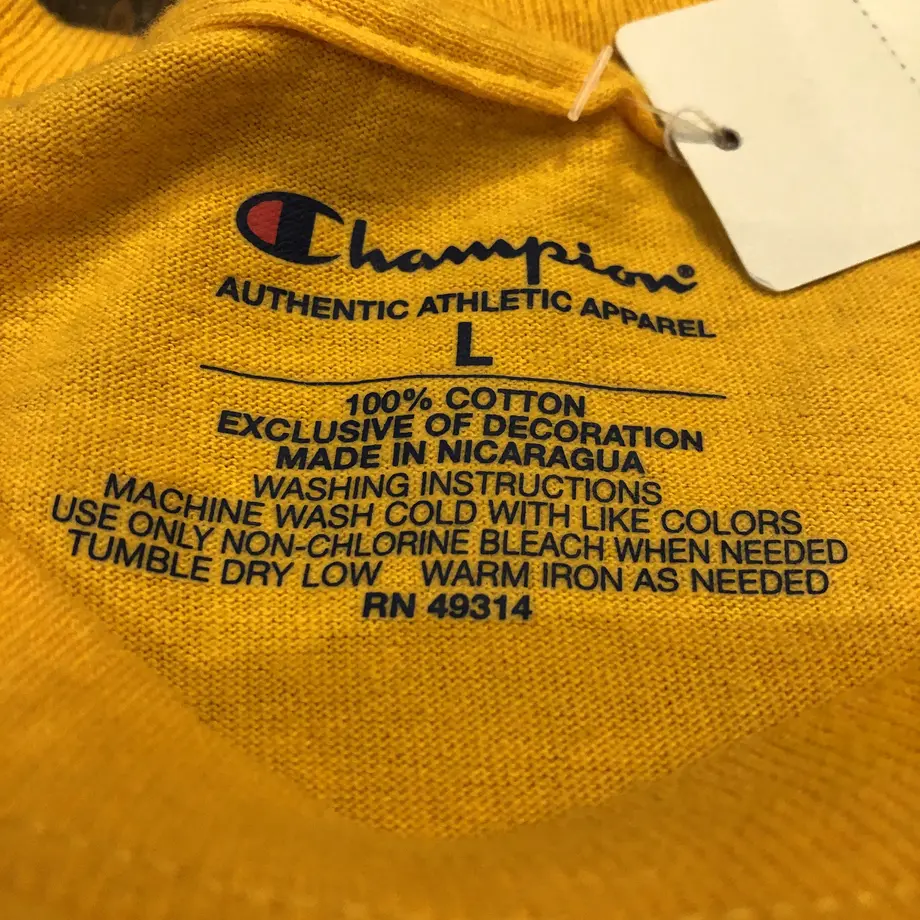 Champion®
AUTHENTIC ATHLETIC APPAREL
L
100% COTTON
EXCLUSIVE OF DECORATION
MADE IN NICARAGUA
WASHING INSTRUCTIONS
MACHINE WASH COLD WITH LIKE COLORS
USE ONLY NON-CHLORINE BLEACH WHEN NEEDED
TUMBLE DRY LOW WARM IRON AS NEEDED
RN 49314